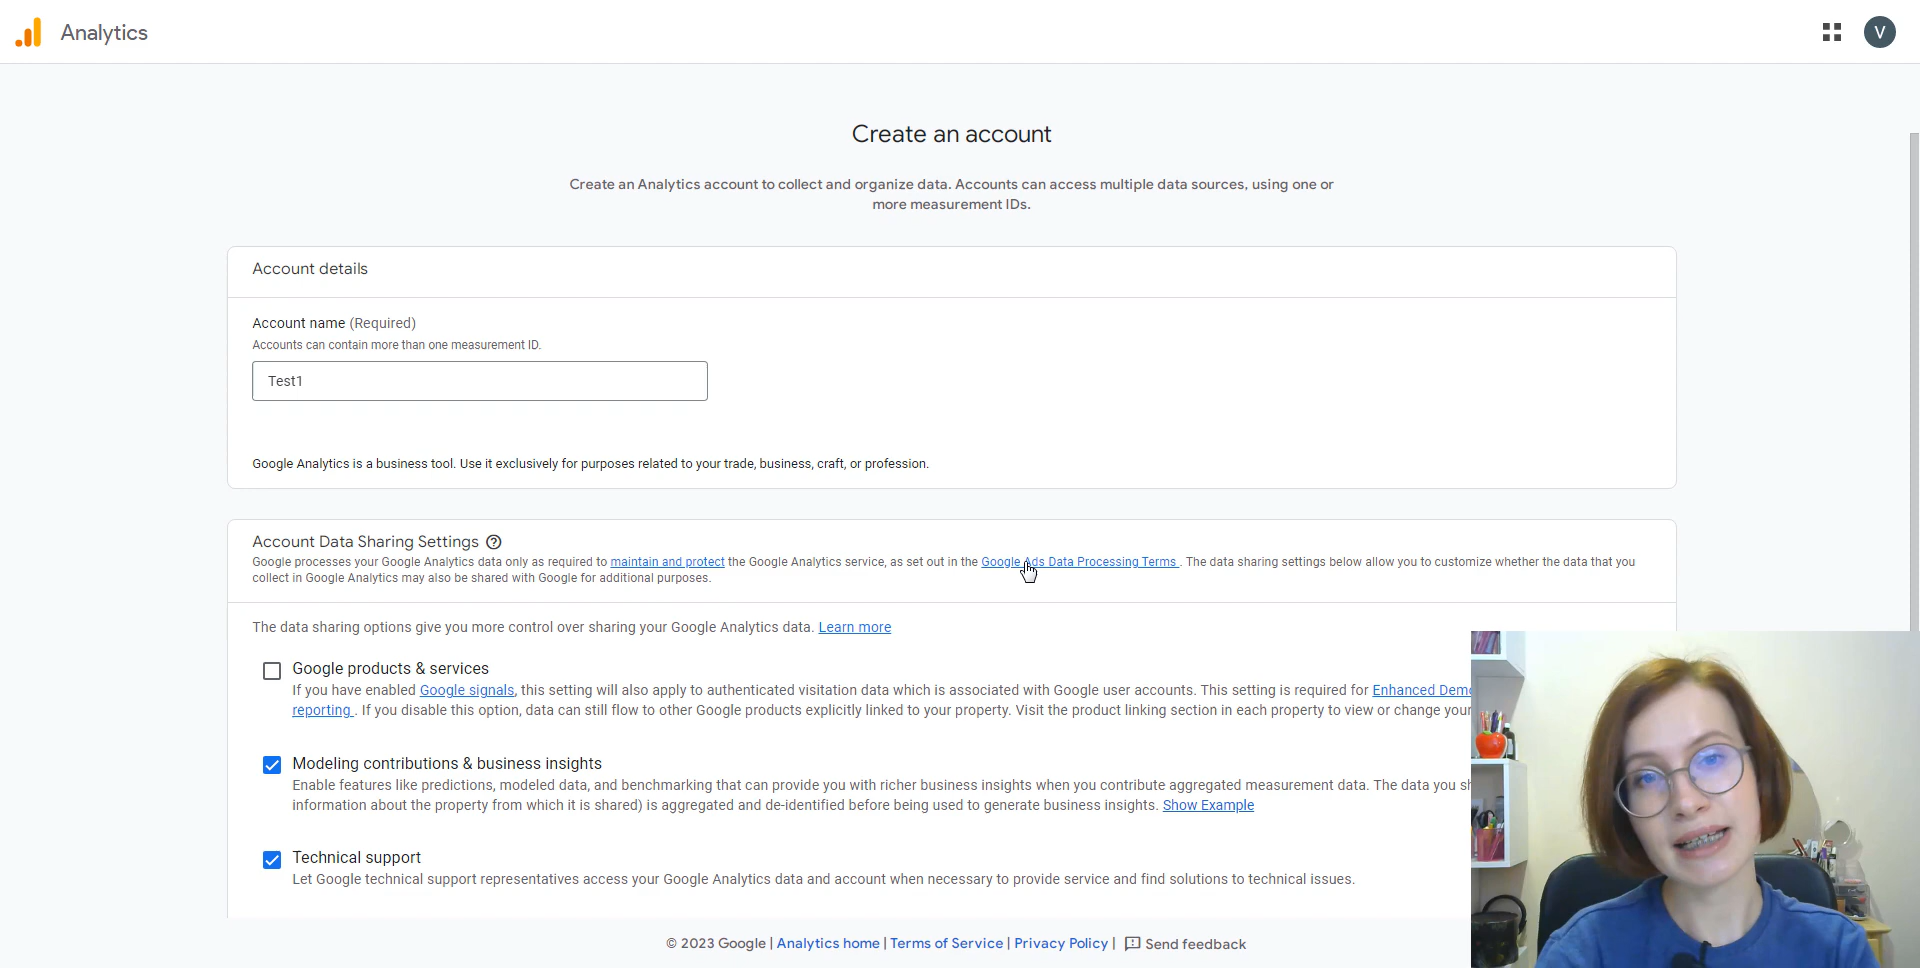 Analytics
V
Create an account
Create an Analytics account to collect and organize data. Accounts can access multiple data sources, using one or
more measurement IDs.
Account details
Account name (Required)
Accounts can contain more than one measurement ID.
Test1
Google Analytics is a business tool. Use it exclusively for purposes related to your trade, business, craft, or profession.
Account Data Sharing Settings
Google processes your Google Analytics data only as required to maintain and protect the Google Analytics service, as set out in the Google Ads Data Processing Terms . The data sharing settings below allow you to customize whether the data that you
collect in Google Analytics may also be shared with Google for additional purposes.
The data sharing options give you more control over sharing your Google Analytics data. Learn more
Google products & services
If you have enabled Google signals, this setting will also apply to authenticated visitation data which is associated with Google user accounts. This setting is required for Enhanced
reporting . If you disable this option, data can still flow to other Google products explicitly linked to your property. Visit the product linking section in each property to view or change your
Modeling contributions & business insights
Enable features like predictions, modeled data, and benchmarking that can provide you with richer business insights when you contribute aggregated measurement data. The data you
information about the property from which it is shared) is aggregated and de-identified before being used to generate business insights. Show Example
Technical support
Let Google technical support representatives access your Google Analytics data and account when necessary to provide service and find solutions to technical issues.
© 2023 Google | Analytics home | Terms of Service | Privacy Policy | Send feedback